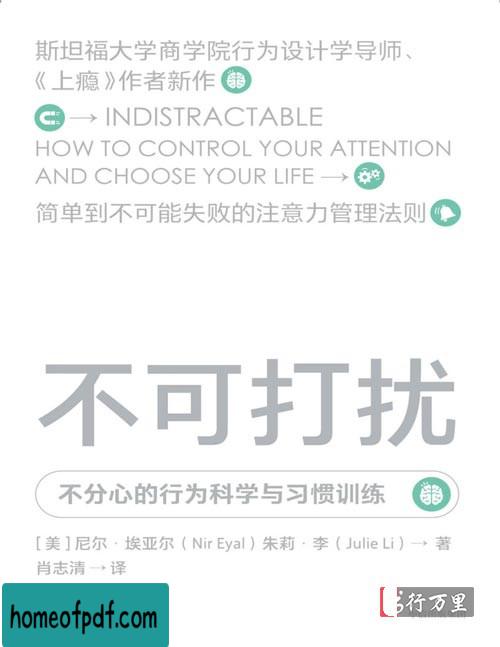 斯坦福大学商学院行为设计学导师、
《上瘾》作者新作
→ INDISTRACTABLE
HOW TO CONTROL YOUR ATTENTION
AND CHOOSE YOUR LIFE →
简单到不可能失败的注意力管理法则
不可打扰
不分心的行为科学与习惯训练
[美]尼尔·埃亚尔（Nir Eyal）朱莉·李（Julie Li）→ 著
肖志清 → 译
homeofpdf.com
行万里